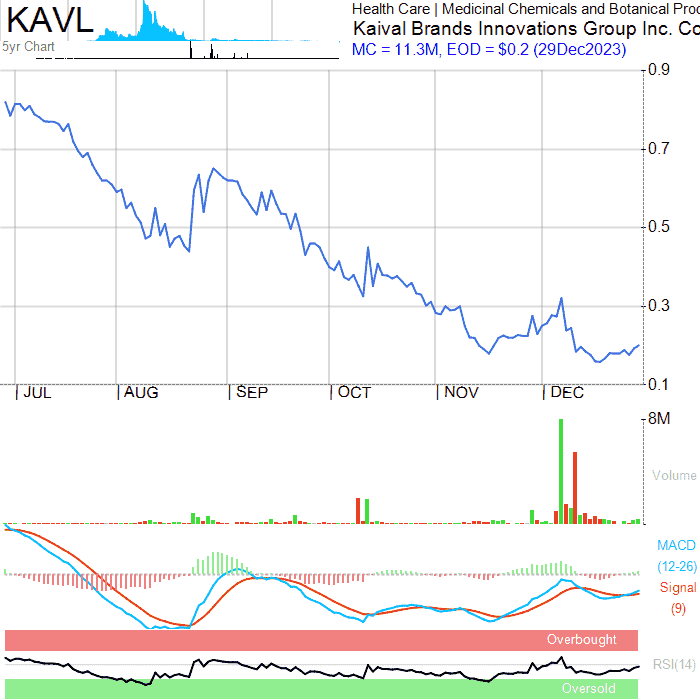 KAVL
5yr Chart
Health Care | Medicinal Chemicals and Botanical Prod
Kaival Brands Innovations Group Inc. Co
MC = 11.3M, EOD = $0.2 (29Dec2023)
0.9
0.7
0.5
0.3
0.1
JUL AUG SEP OCT NOV DEC
8M
Volume
MACD
(12-26)
Signal
(9)
Overbought
RSI(14)
Oversold